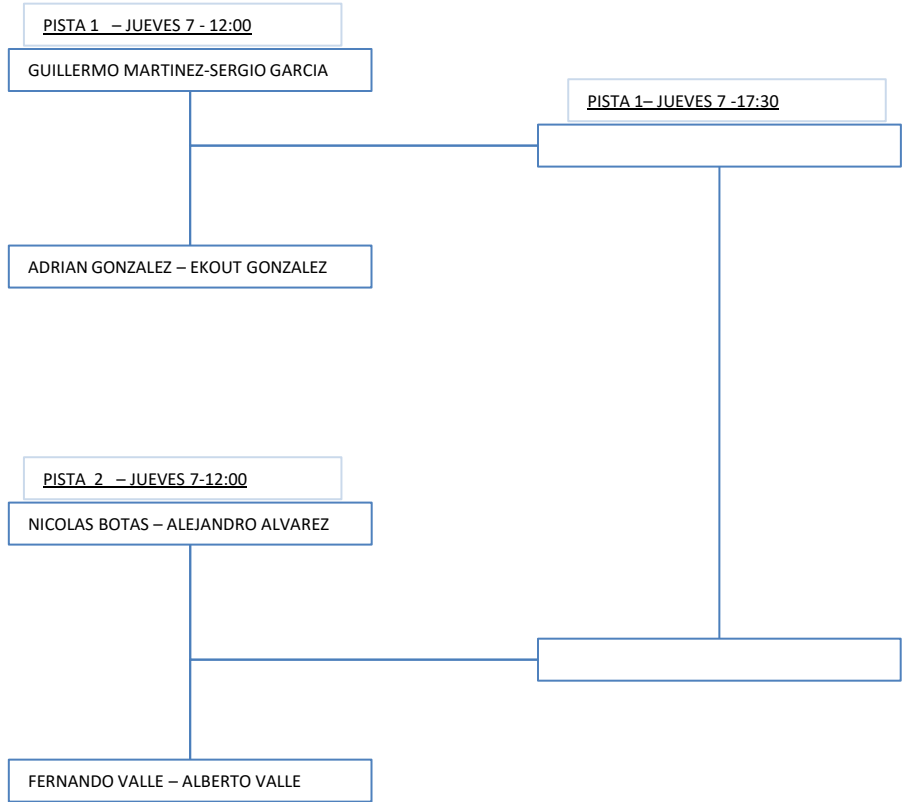 PISTA 1 – JUEVES 7 - 12:00
GUILLERMO MARTINEZ-SERGIO GARCIA
PISTA 1– JUEVES 7 -17:30
ADRIAN GONZALEZ – EKOUT GONZALEZ
PISTA 2 – JUEVES 7-12:00
NICOLAS BOTAS – ALEJANDRO ALVAREZ
FERNANDO VALLE – ALBERTO VALLE